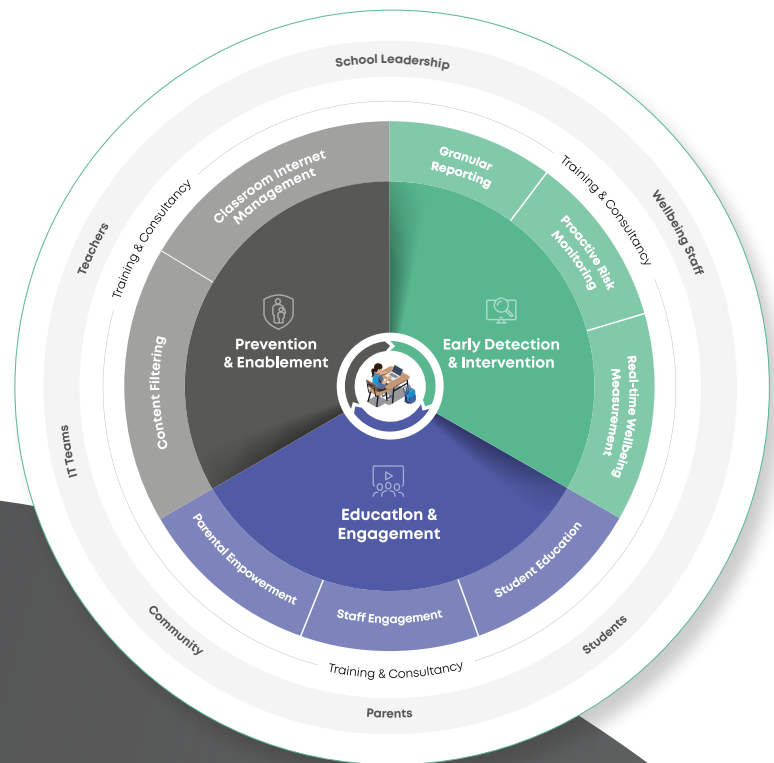 School Leadership
Teachers
Wellbeing Staff
IT Teams
Students
Community
Parents
Training & Consultancy
Training & Consultancy
Training & Consultancy
Classroom Internet
Management
Content Filtering
Prevention
& Enablement
Granular
Reporting
Proactive Risk
Monitoring
Real-time Wellbeing
Measurement
Early Detection
& Intervention
Education &
Engagement
Parental Empowerment
Staff Engagement
Student Education